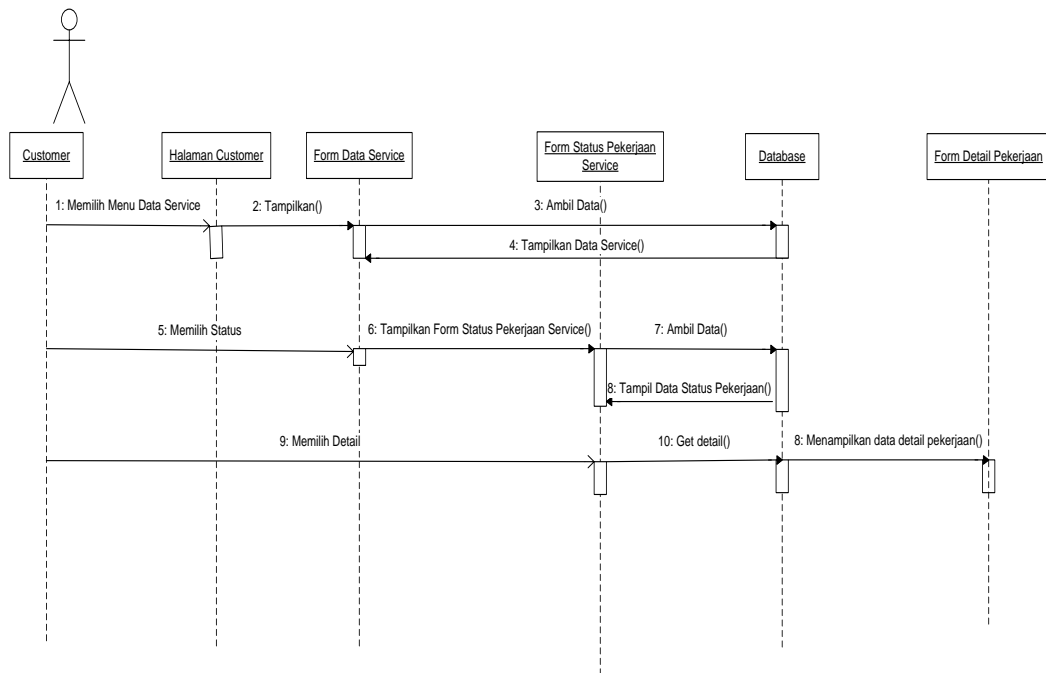 Customer
Halaman Customer
Form Data Service
Form Status Pekerjaan
Service
Database
Form Detail Pekerjaan
1: Memilih Menu Data Service
2: Tampilkan()
3: Ambil Data()
4: Tampilkan Data Service()
5: Memilih Status
6: Tampilkan Form Status Pekerjaan Service()
7: Ambil Data()
8: Tampil Data Status Pekerjaan()
9: Memilih Detail
10: Get detail()
8: Menampilkan data detail pekerjaan()